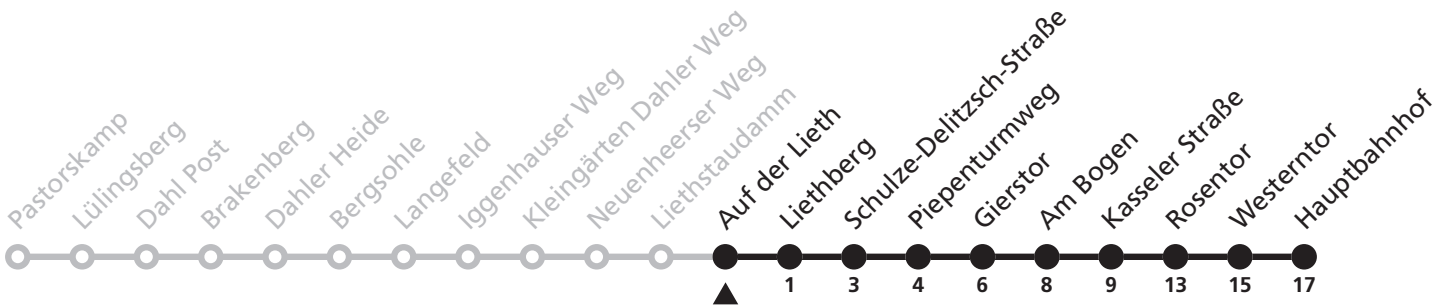 Pastorskamp
Lülingsberg
Dahl Post
Brakenberg
Dahler Heide
Bergsohle
Langefeld
Iggenhauser Weg
Kleingärten Dahler Weg
Neuenheerser Weg
Liethstaudamm
Auf der Lieth
Liethberg
Schulze-Delitzsch-Straße
Piepenturmweg
Gierstor
Am Bogen
Kasseler Straße
Rosentor
Westerntor
Hauptbahnhof
1 3 4 6 8 9 13 15 17